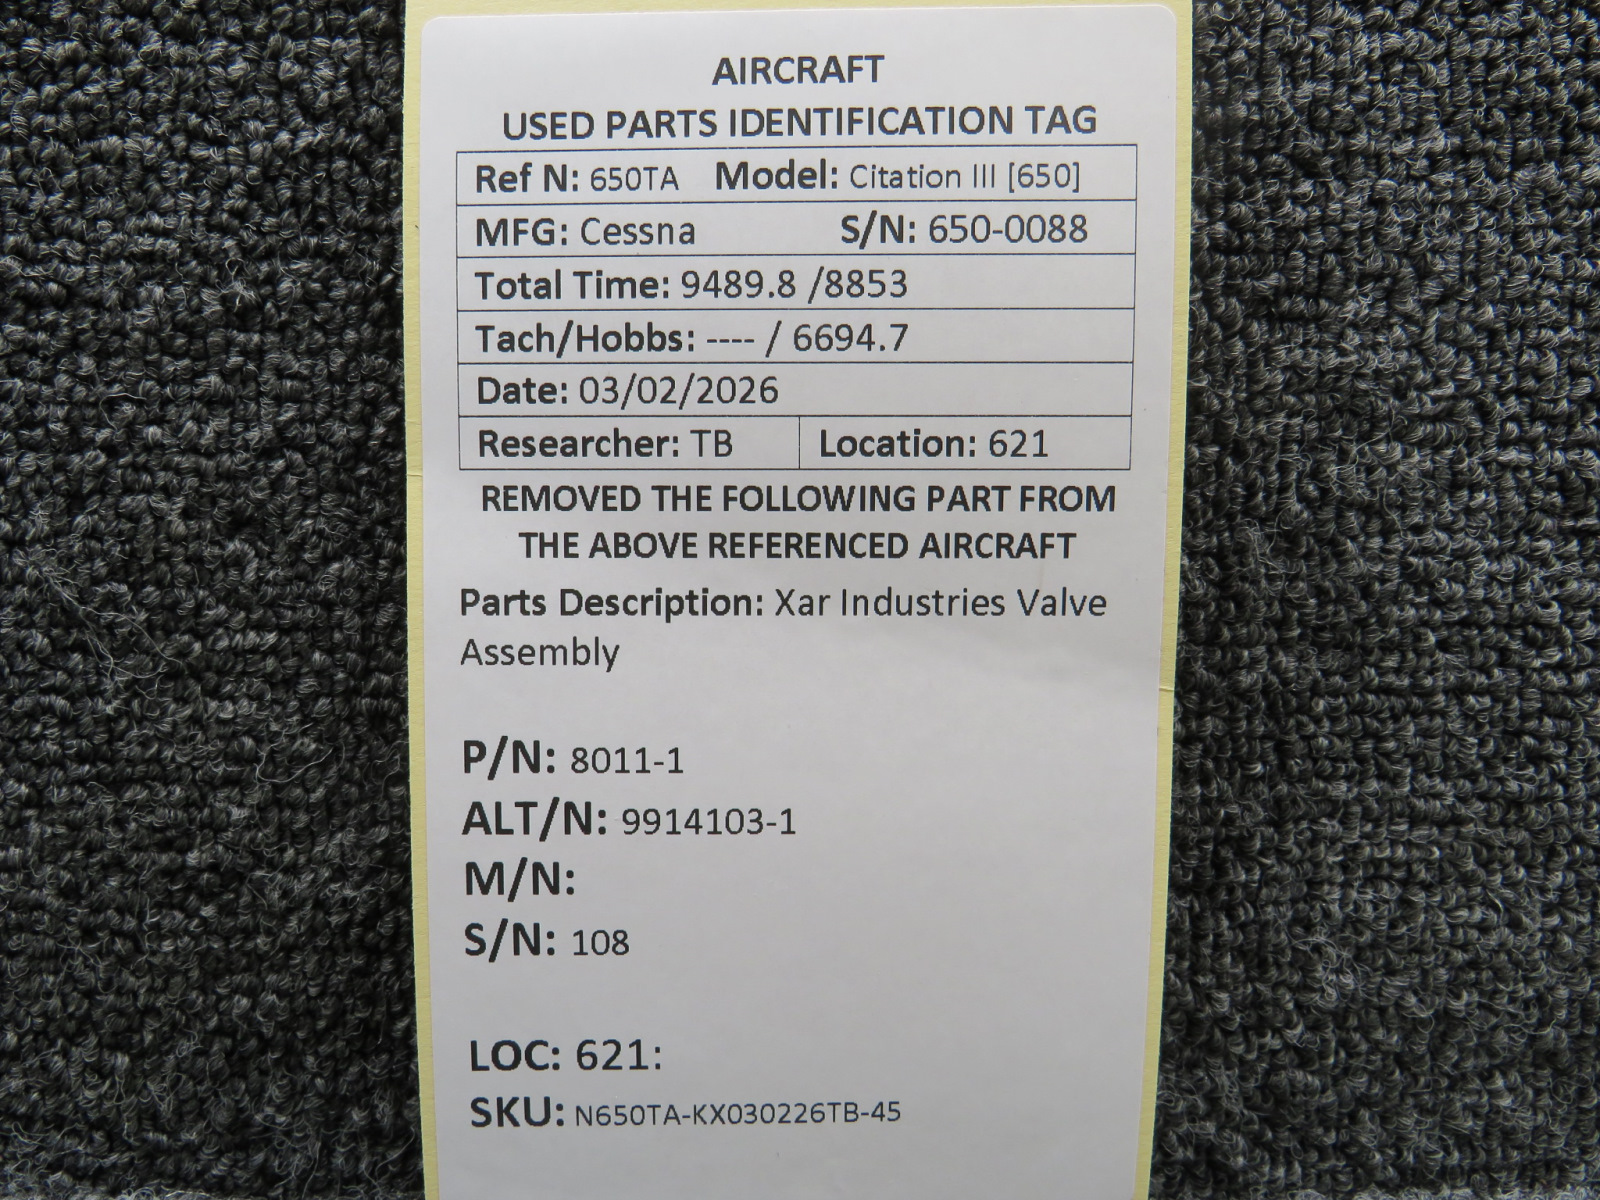 AIRCRAFT
USED PARTS IDENTIFICATION TAG
Ref N: 650TA Model: Citation III [650]
MFG: Cessna S/N: 650-0088
Total Time: 9489.8 /8853
Tach/Hobbs: ---- / 6694.7
Date: 03/02/2026
Researcher: TB Location: 621
REMOVED THE FOLLOWING PART FROM
THE ABOVE REFERENCED AIRCRAFT
Parts Description: Xar Industries Valve
Assembly
P/N: 8011-1
ALT/N: 9914103-1
M/N:
S/N: 108
LOC: 621:
SKU: N650TA-KX030226TB-45